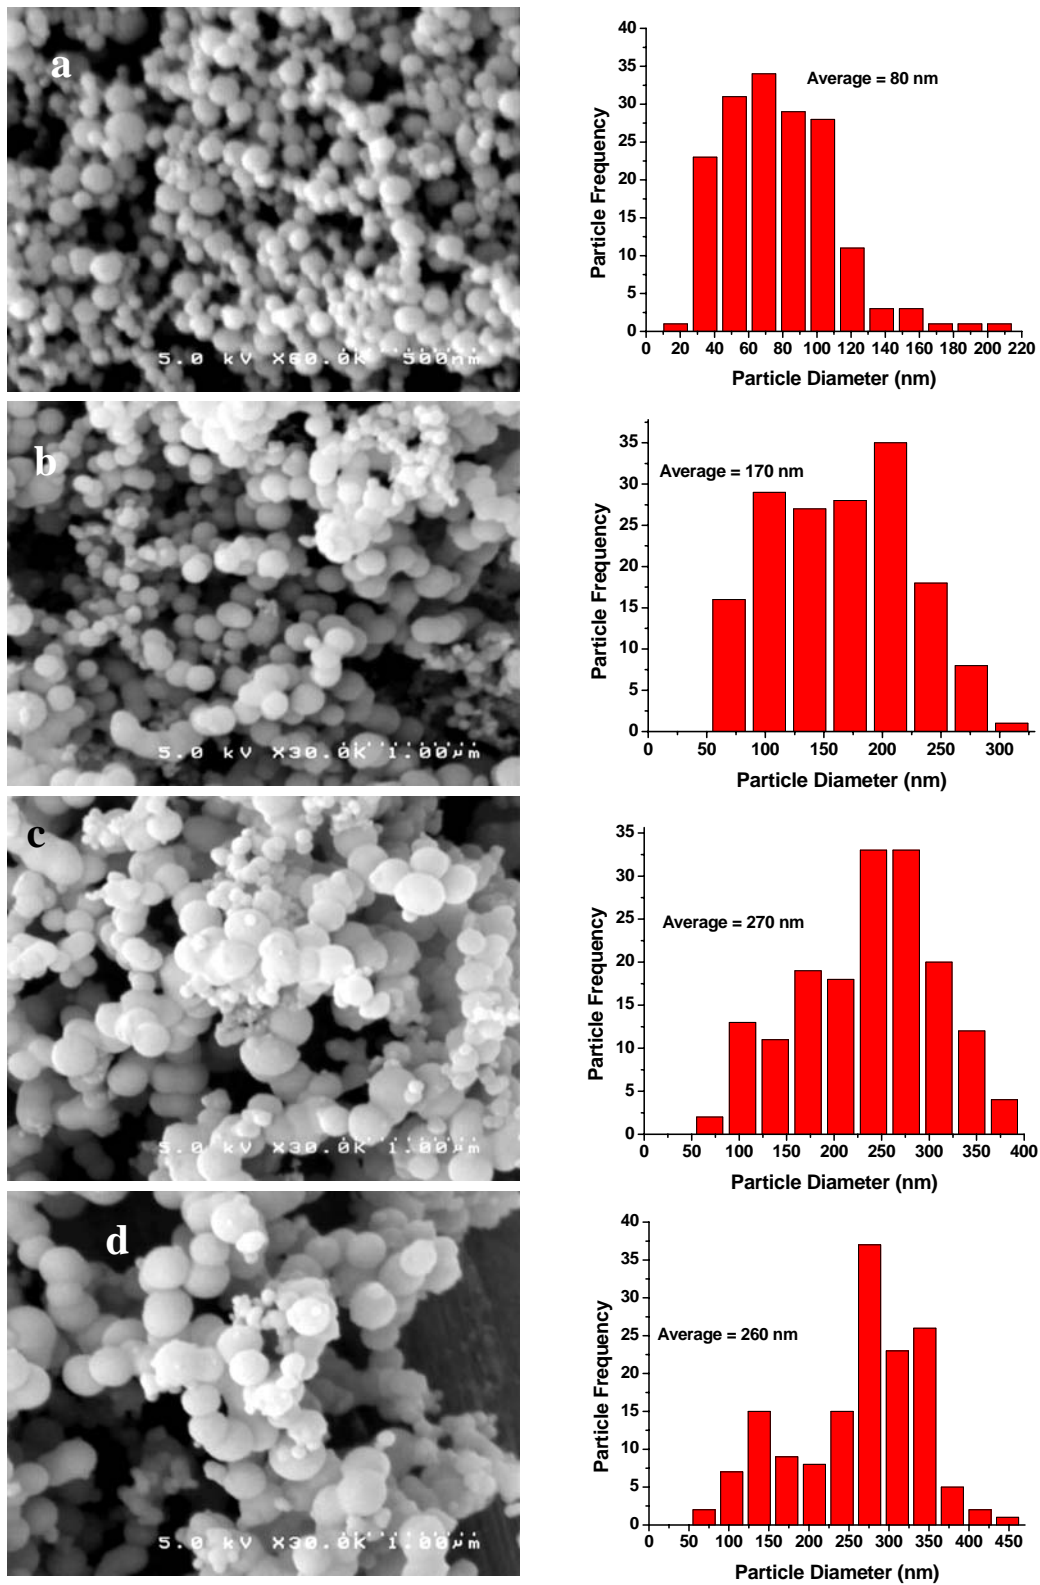 a
5.0 kV X60.0K 500nm
40
35
30
25
20
15
10
5
0
Particle Frequency
Average = 80 nm
0 20 40 60 80 100 120 140 160 180 200 220
Particle Diameter (nm)
b
5.0 kV X30.0K 1.00µm
35
30
25
20
15
10
5
0
Particle Frequency
Average = 170 nm
0 50 100 150 200 250 300
Particle Diameter (nm)
c
5.0 kV X30.0K 1.00µm
35
30
25
20
15
10
5
0
Particle Frequency
Average = 270 nm
0 50 100 150 200 250 300 350 400
Particle Diameter (nm)
d
5.0 kV X30.0K 1.00µm
40
35
30
25
20
15
10
5
0
Particle Frequency
Average = 260 nm
0 50 100 150 200 250 300 350 400 450
Particle Diameter (nm)